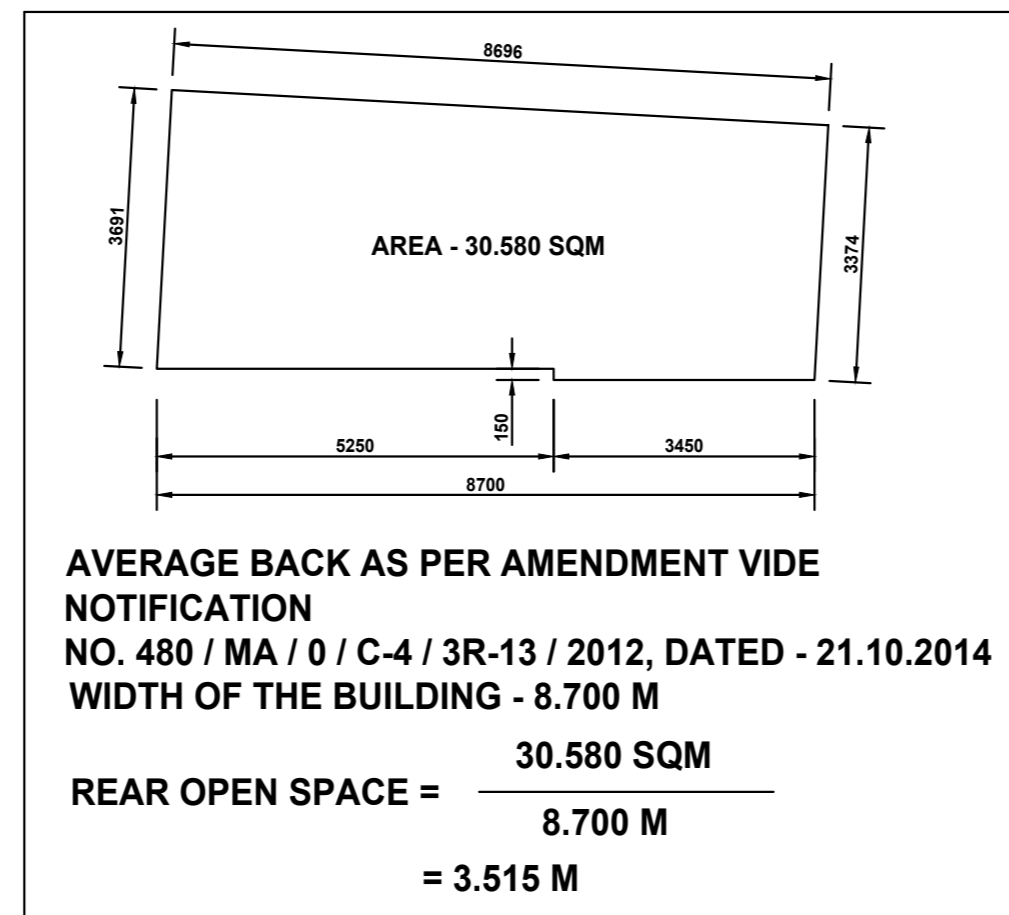 8696
3691
AREA - 30.580 SQM
3374
150
5250
3450
8700
AVERAGE BACK AS PER AMENDMENT VIDE
NOTIFICATION
NO. 480 / MA / 0 / C-4 / 3R-13 / 2012, DATED - 21.10.2014
WIDTH OF THE BUILDING - 8.700 M
30.580 SQM
REAR OPEN SPACE =
8.700 M
= 3.515 M